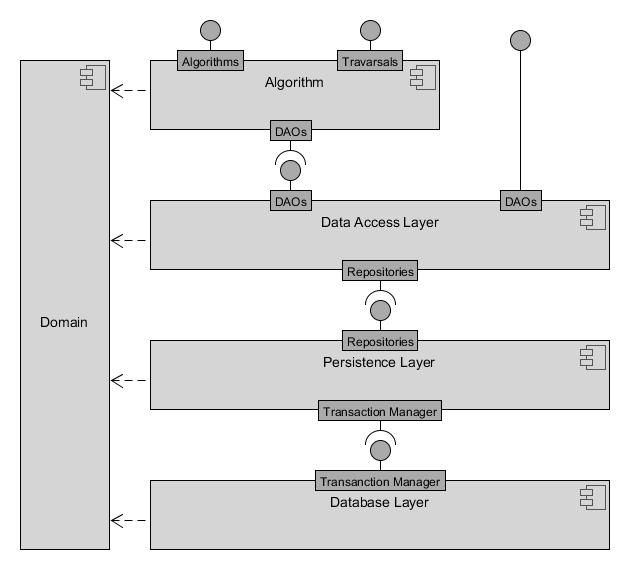 Algorithms
Travarsals
Algorithm
DAOs
DAOs
DAOs
Data Access Layer
Repositories
Domain
Repositories
Persistence Layer
Transaction Manager
Transanction Manager
Database Layer